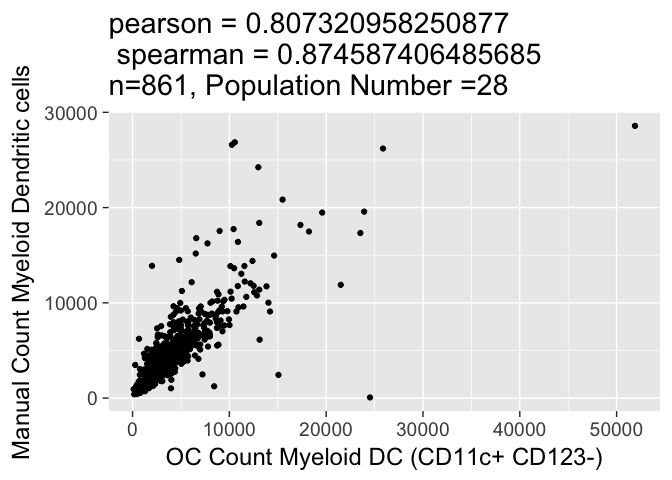 pearson = 0.807320958250877
spearman = 0.874587406485685
n=861, Population Number =28
Manual Count Myeloid Dendritic cells
30000
20000
10000
0
0 10000 20000 30000 40000 50000
OC Count Myeloid DC (CD11c+ CD123-)